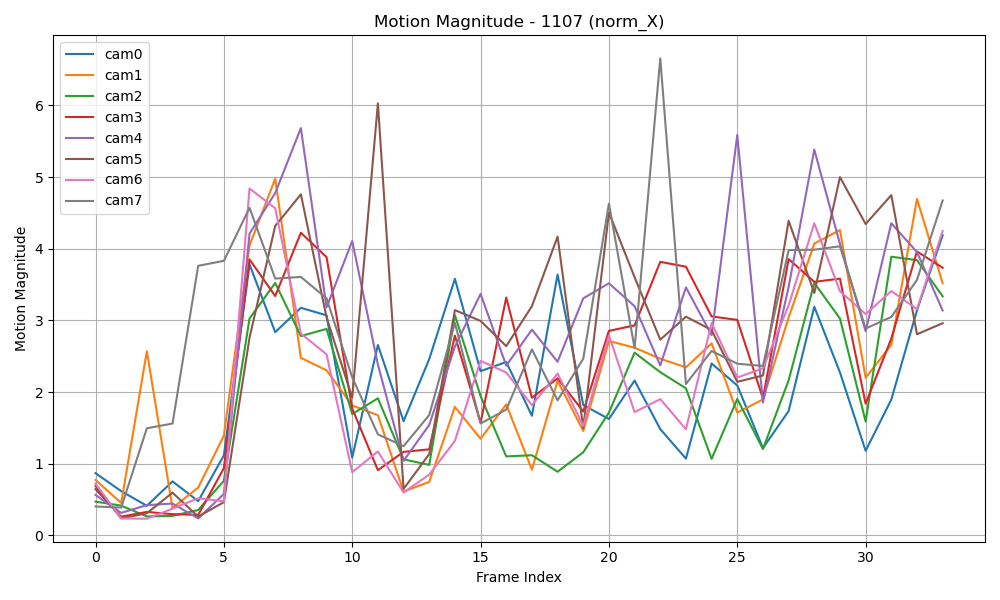 Motion Magnitude - 1107 (norm_X)
cam0
cam1
cam2
cam3
cam4
cam5
cam6
cam7
Motion Magnitude
6
5
4
3
2
1
0
0 5 10 15 20 25 30
Frame Index